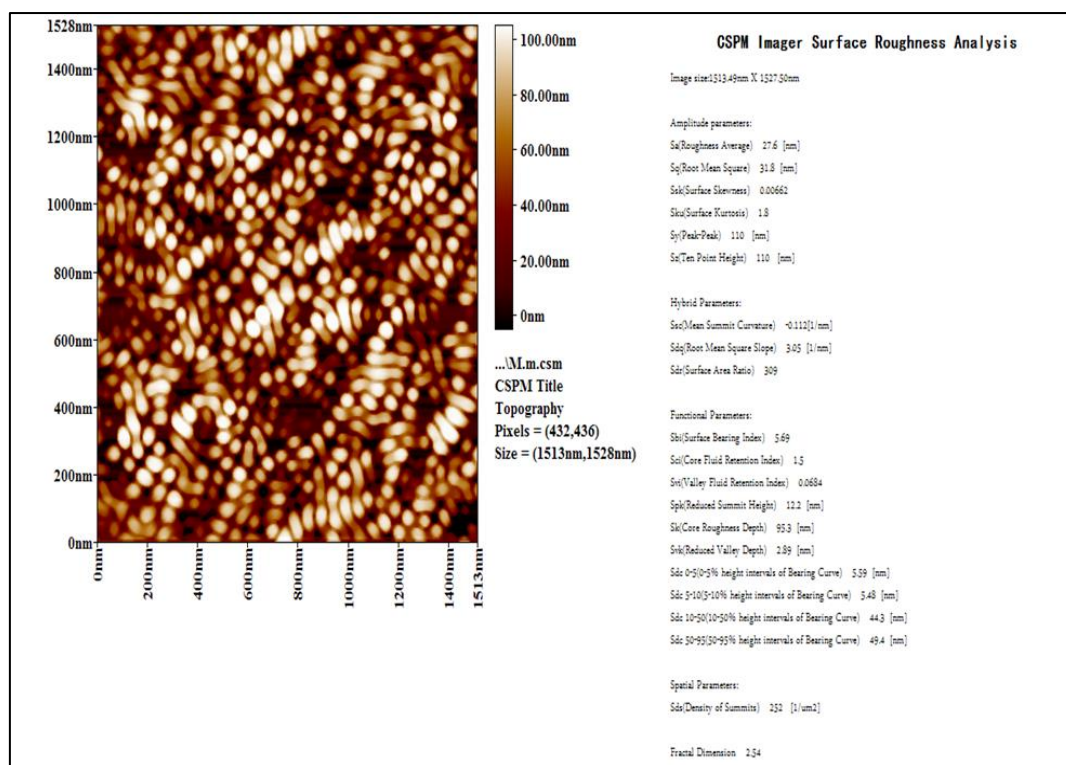 1528nm
1400nm
1200nm
1000nm
800nm
600nm
400nm
200nm
0nm
0nm
200nm
400nm
600nm
800nm
1000nm
1200nm
1400nm
1513nm
100.00nm
80.00nm
60.00nm
40.00nm
20.00nm
0nm
...\M.m.csm
CSPM Title
Topography
Pixels = (432,436)
Size = (1513nm,1528nm)
CSPM Imager Surface Roughness Analysis
Image size:1513.49nm X 1527.50nm
Amplitude parameters:
Sa(Roughness Average) 27.6 [nm]
Sq(Root Mean Square) 31.8 [nm]
Ssk(Surface Skewness) 0.00662
Sku(Surface Kurtosis) 1.8
Sy(Peak-Peak) 110 [nm]
Sz(Ten Point Height) 110 [nm]
Hybrid Parameters:
Ssc(Mean Summit Curvature) -0.112[1/nm]
Sdq(Root Mean Square Slope) 3.05 [1/nm]
Sdr(Surface Area Ratio) 309
Functional Parameters:
Sbi(Surface Bearing Index) 5.69
Sci(Core Fluid Retention Index) 1.5
Svi(Valley Fluid Retention Index) 0.0684
Spk(Reduced Summit Height) 12.2 [nm]
Sk(Core Roughness Depth) 95.3 [nm]
Svk(Reduced Valley Depth) 2.89 [nm]
Sdc 0-5(0-5% height intervals of Bearing Curve) 5.59 [nm]
Sdc 5-10(5-10% height intervals of Bearing Curve) 5.48 [nm]
Sdc 10-50(10-50% height intervals of Bearing Curve) 44.3 [nm]
Sdc 50-95(50-95% height intervals of Bearing Curve) 49.4 [nm]
Spatial Parameters:
Sds(Density of Summits) 252 [1/um2]
Fractal Dimension 2.54